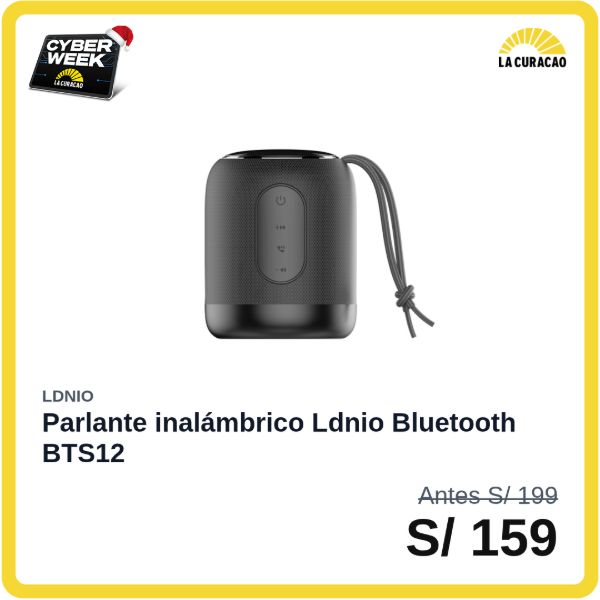 CYBER
WEEK
LA CURACAO
LA CURACAO
LDNIO
Parlante inalámbrico Ldnio Bluetooth
BTS12
Antes S/ 199
S/ 159